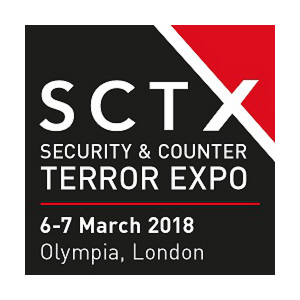 SCTX
SECURITY & COUNTER
TERROR EXPO
6-7 March 2018
Olympia, London